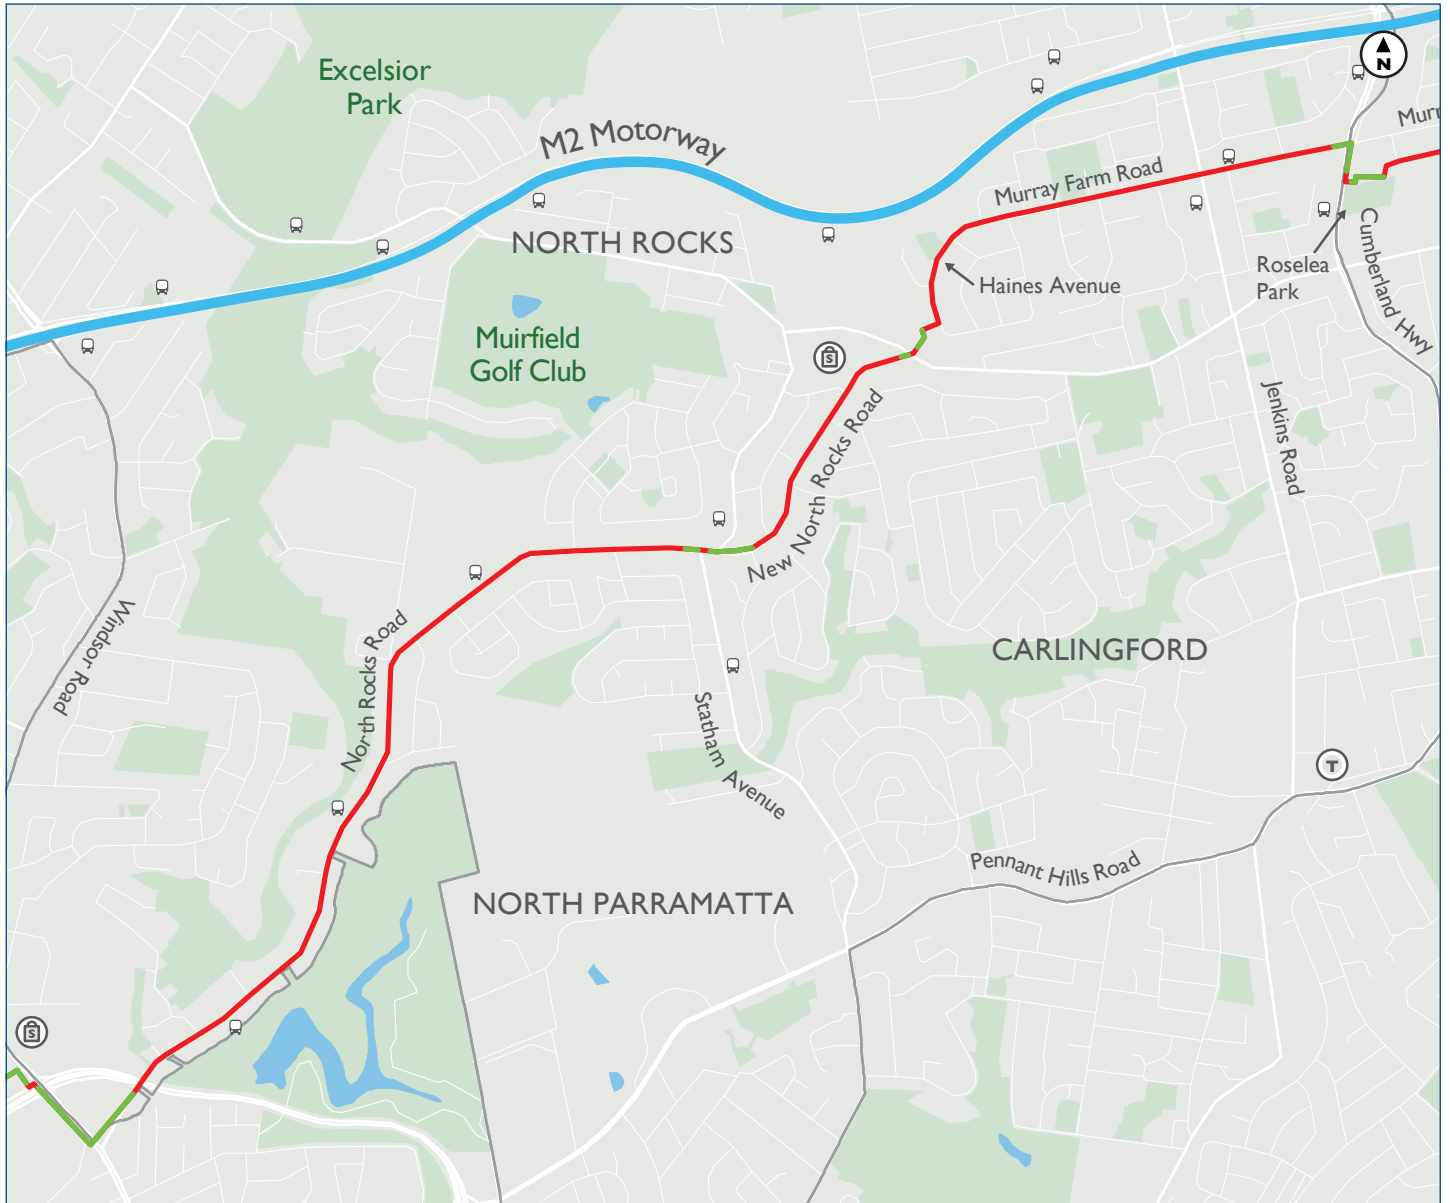 Excelsior
Park
M2 Motorway
N
Murray Farm Road
NORTH ROCKS
Haines Avenue
Roselea
Park
Cumberland Hwy
Muirfield
Golf Club
S
New North Rocks Road
Jenkins Road
Windsor Road
North Rocks Road
CARLINGFORD
Statham Avenue
T
Pennant Hills Road
NORTH PARRAMATTA
S